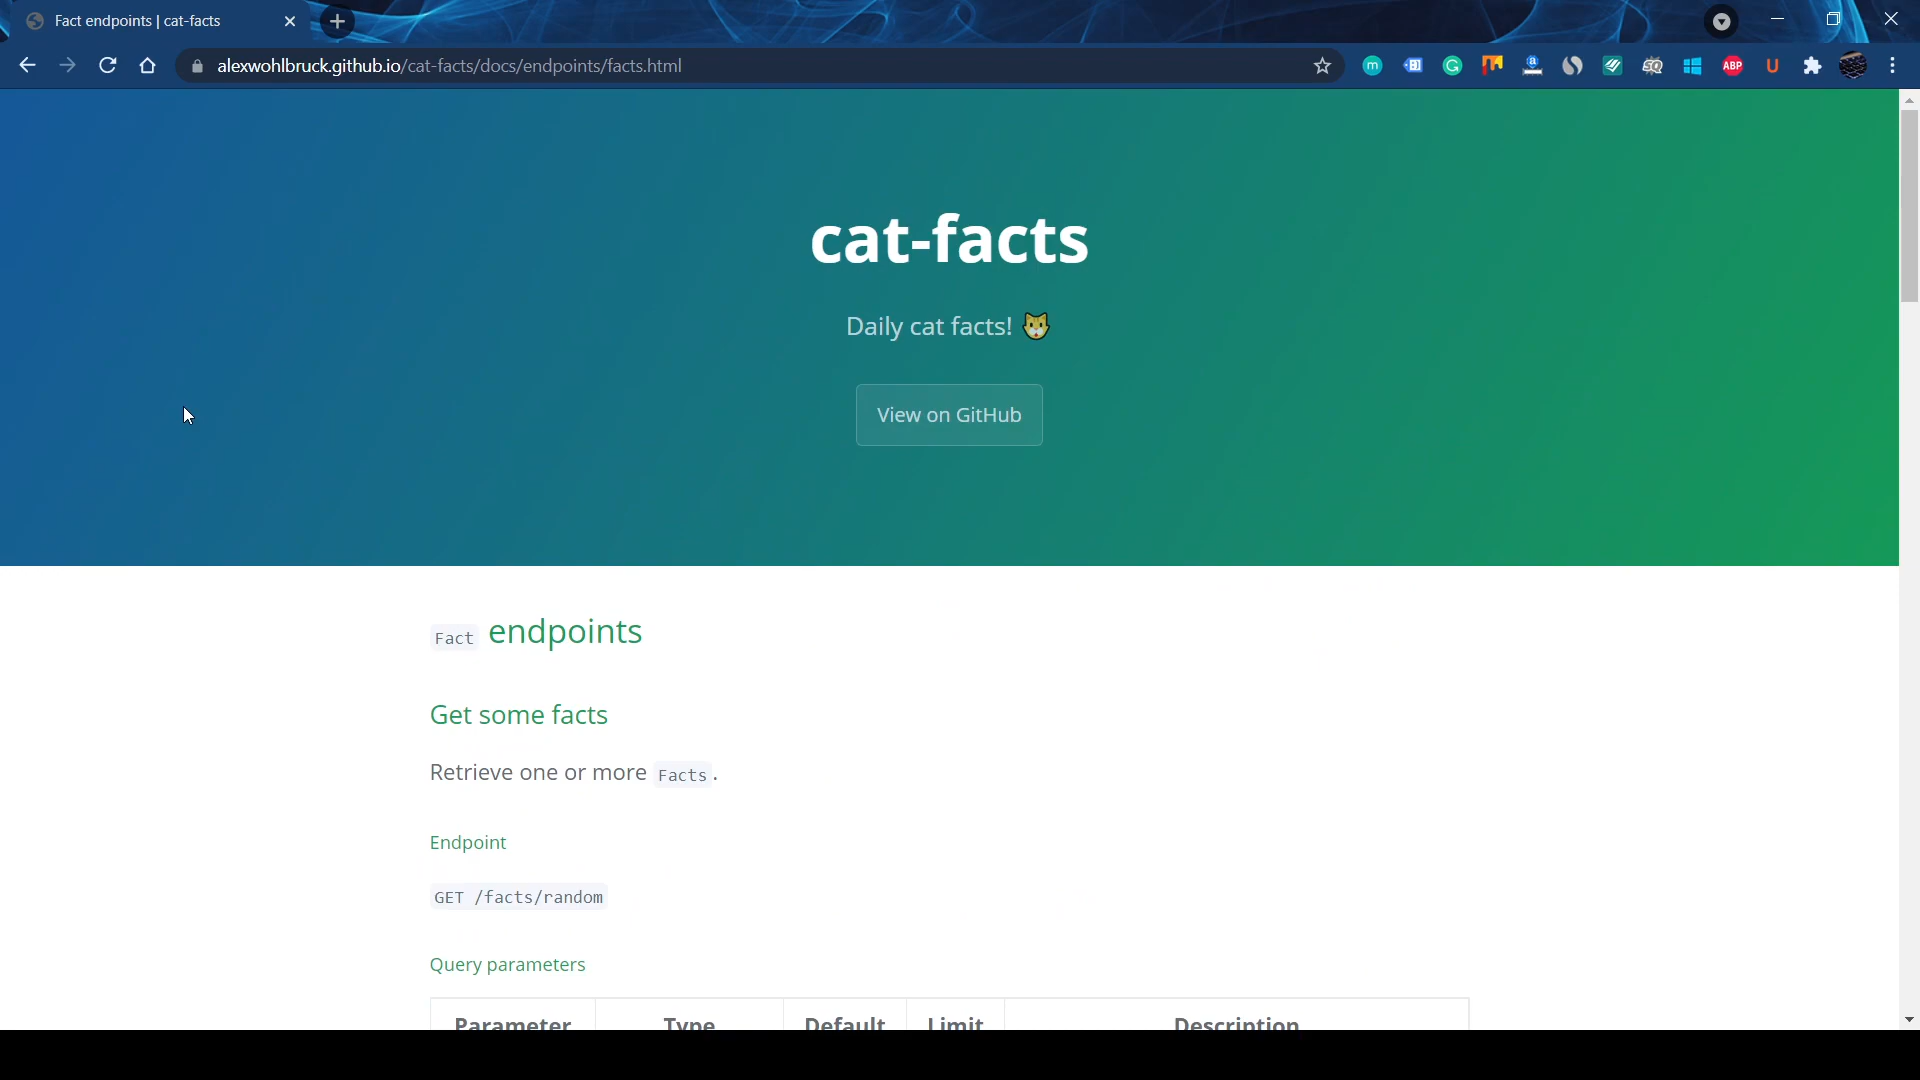 Fact endpoints | cat-facts
alexwohlbruck.github.io/cat-facts/docs/endpoints/facts.html
cat-facts
Daily cat facts! 🐱
View on GitHub
Fact endpoints
Get some facts
Retrieve one or more Facts.
Endpoint
GET /facts/random
Query parameters
Parameter Type Default Limit Description